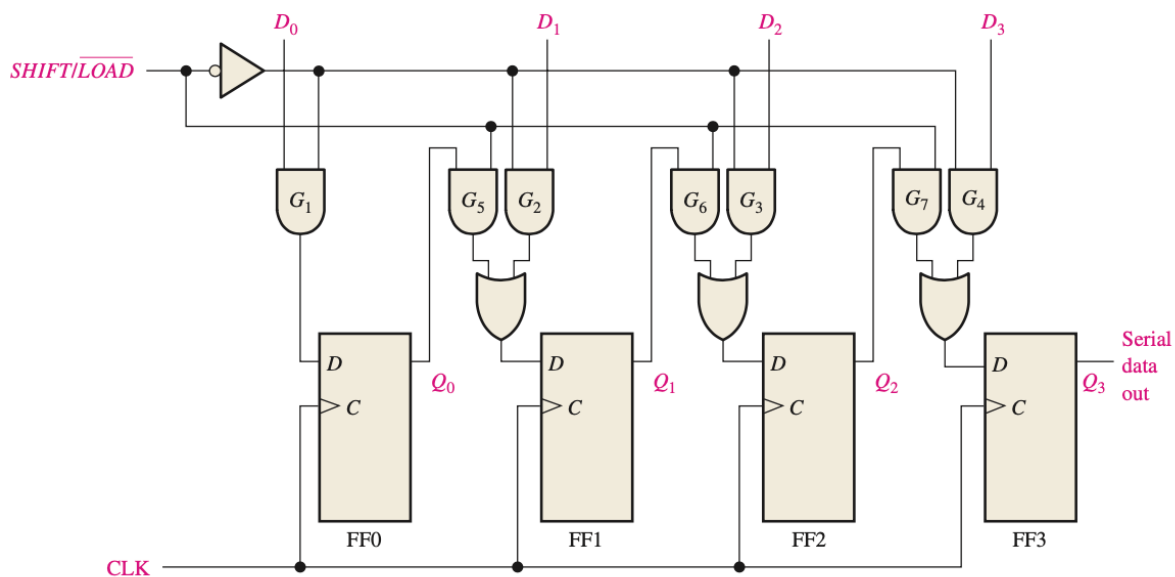 D₀ D₁ D₂ D₃
SHIFT/L̅O̅A̅D̅
G₁ G₅ G₂ G₆ G₃ G₇ G₄
Serial
data
out
D Q₀ D Q₁ D Q₂ D Q₃
C C C C
FF0 FF1 FF2 FF3
CLK